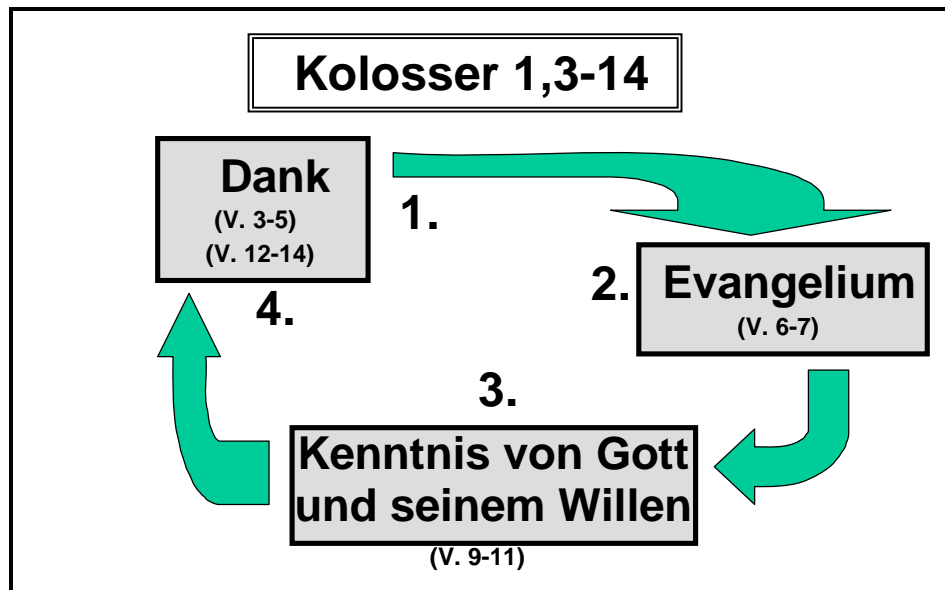 Kolosser 1,3-14
Dank
(V. 3-5)
(V. 12-14)
1.
2.
Evangelium
(V. 6-7)
3.
Kenntnis von Gott
und seinem Willen
(V. 9-11)
4.